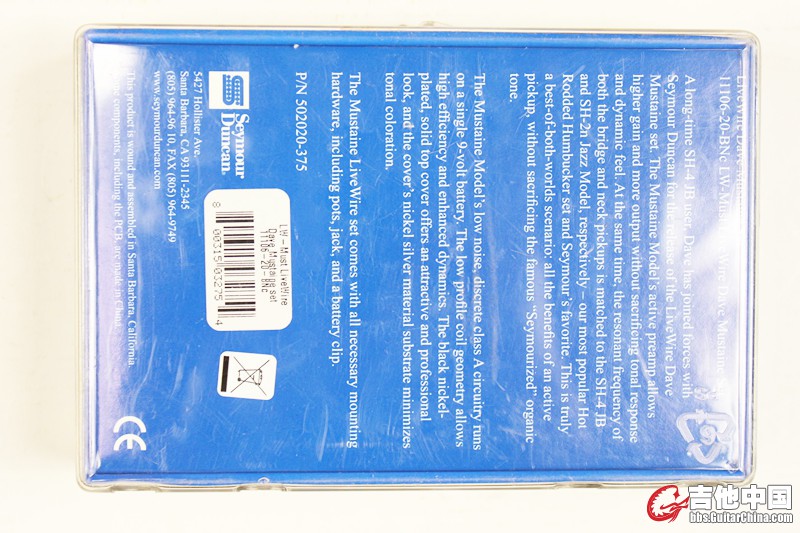 LiveWire Dave
11106-20-BNc LW-Must Dave Mustaine
A long-time SH-4 JB user, Dave has joined forces with
Seymour Duncan for the release of the LiveWire Dave
Mustaine set. The Mustaine Model's active preamp allows
higher gain and more output without sacrificing tonal response
and dynamic feel. At the same time, the resonant frequency of
both the bridge and neck pickups is matched to the SH-4 JB
and SH-2n Jazz Model, respectively – our most popular Hot
Rodded Humbucker set and Seymour's favorite. This is truly
a best-of-both-worlds scenario: all the benefits of an active
pickup, without sacrificing the famous "Seymourized" organic
tone.
The Mustaine Model's low noise, discrete class A circuitry runs
on a single 9-volt battery. The low profile coil geometry allows
high efficiency and enhanced dynamics. The black nickel-
plated, solid top cover offers an attractive and professional
look, and the cover's nickel silver material substrate minimizes
tonal coloration.
The Mustaine LiveWire set comes with all necessary mounting
hardware, including pots, jack, and a battery clip.
P/N 502020-375
Seymour
Duncan.
5427 Hollister Ave.
Santa Barbara, CA 93111-2345
(805) 964-9610, FAX (805) 964-9749
www.seymourduncan.com
This product is wound and assembled in Santa Barbara, California.
Some components, including the PCB, are made in China.
LW-Must LiveWire
Dave Mustaine set
11106-20-BNc
8 00315 03275 4
CE
吉他中国
bbs.GuitarChina.com